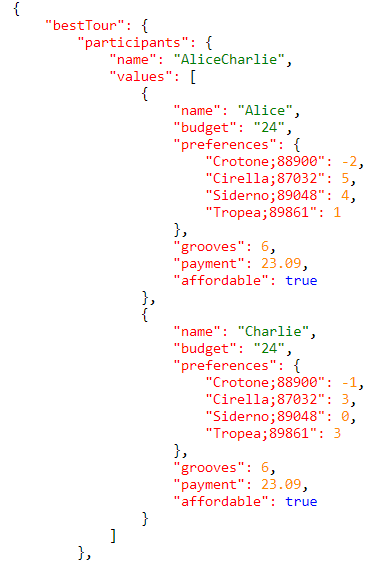 {
    "bestTour": {
        "participants": {
            "name": "AliceCharlie",
            "values": [
                {
                    "name": "Alice",
                    "budget": "24",
                    "preferences": {
                        "Crotone;88900": -2,
                        "Cirella;87032": 5,
                        "Siderno;89048": 4,
                        "Tropea;89861": 1
                    },
                    "grooves": 6,
                    "payment": 23.09,
                    "affordable": true
                },
                {
                    "name": "Charlie",
                    "budget": "24",
                    "preferences": {
                        "Crotone;88900": -1,
                        "Cirella;87032": 3,
                        "Siderno;89048": 0,
                        "Tropea;89861": 3
                    },
                    "grooves": 6,
                    "payment": 23.09,
                    "affordable": true
                }
            ]
        },